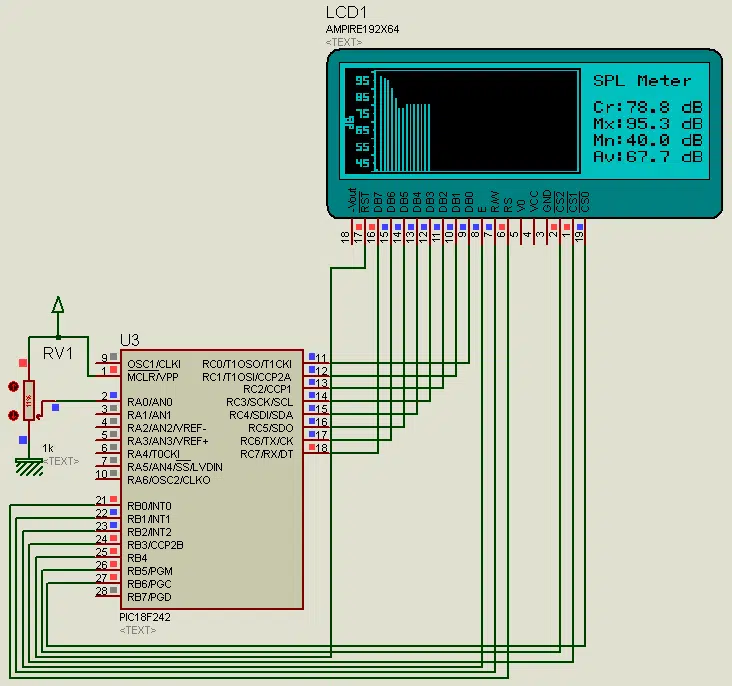 LCD1
AMPIRE192X64
<TEXT>
95
85
75
65
55
45
dB
SPL Meter
Cr:78.8 dB
Mx:95.3 dB
Mn:40.0 dB
Av:67.7 dB
-Vout
RST
DB7
DB6
DB5
DB4
DB3
DB2
DB1
DB0
E
R/W
RS
V0
VCC
GND
CS2
CS1
CS0
18
17
16
15
14
13
12
11
10
9
8
7
6
5
4
3
2
1
19
RV1
11%
1k
<TEXT>
U3
9 OSC1/CLKI
1 MCLR/VPP
2 RA0/AN0
3 RA1/AN1
4 RA2/AN2/VREF-
5 RA3/AN3/VREF+
6 RA4/T0CKI
7 RA5/AN4/SS/LVDIN
10 RA6/OSC2/CLKO
21 RB0/INT0
22 RB1/INT1
23 RB2/INT2
24 RB3/CCP2B
25 RB4
26 RB5/PGM
27 RB6/PGC
28 RB7/PGD
RC0/T1OSO/T1CKI 11
RC1/T1OSI/CCP2A 12
RC2/CCP1 13
RC3/SCK/SCL 14
RC4/SDI/SDA 15
RC5/SDO 16
RC6/TX/CK 17
RC7/RX/DT 18
PIC18F242
<TEXT>